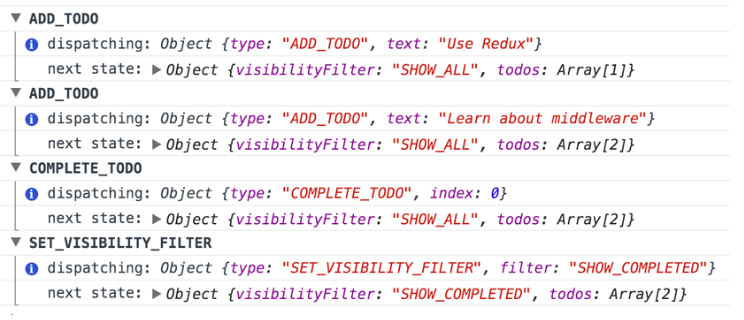 ADD_TODO
dispatching: Object {type: "ADD_TODO", text: "Use Redux"}
next state: Object {visibilityFilter: "SHOW_ALL", todos: Array[1]}
ADD_TODO
dispatching: Object {type: "ADD_TODO", text: "Learn about middleware"}
next state: Object {visibilityFilter: "SHOW_ALL", todos: Array[2]}
COMPLETE_TODO
dispatching: Object {type: "COMPLETE_TODO", index: 0}
next state: Object {visibilityFilter: "SHOW_ALL", todos: Array[2]}
SET_VISIBILITY_FILTER
dispatching: Object {type: "SET_VISIBILITY_FILTER", filter: "SHOW_COMPLETED"}
next state: Object {visibilityFilter: "SHOW_COMPLETED", todos: Array[2]}